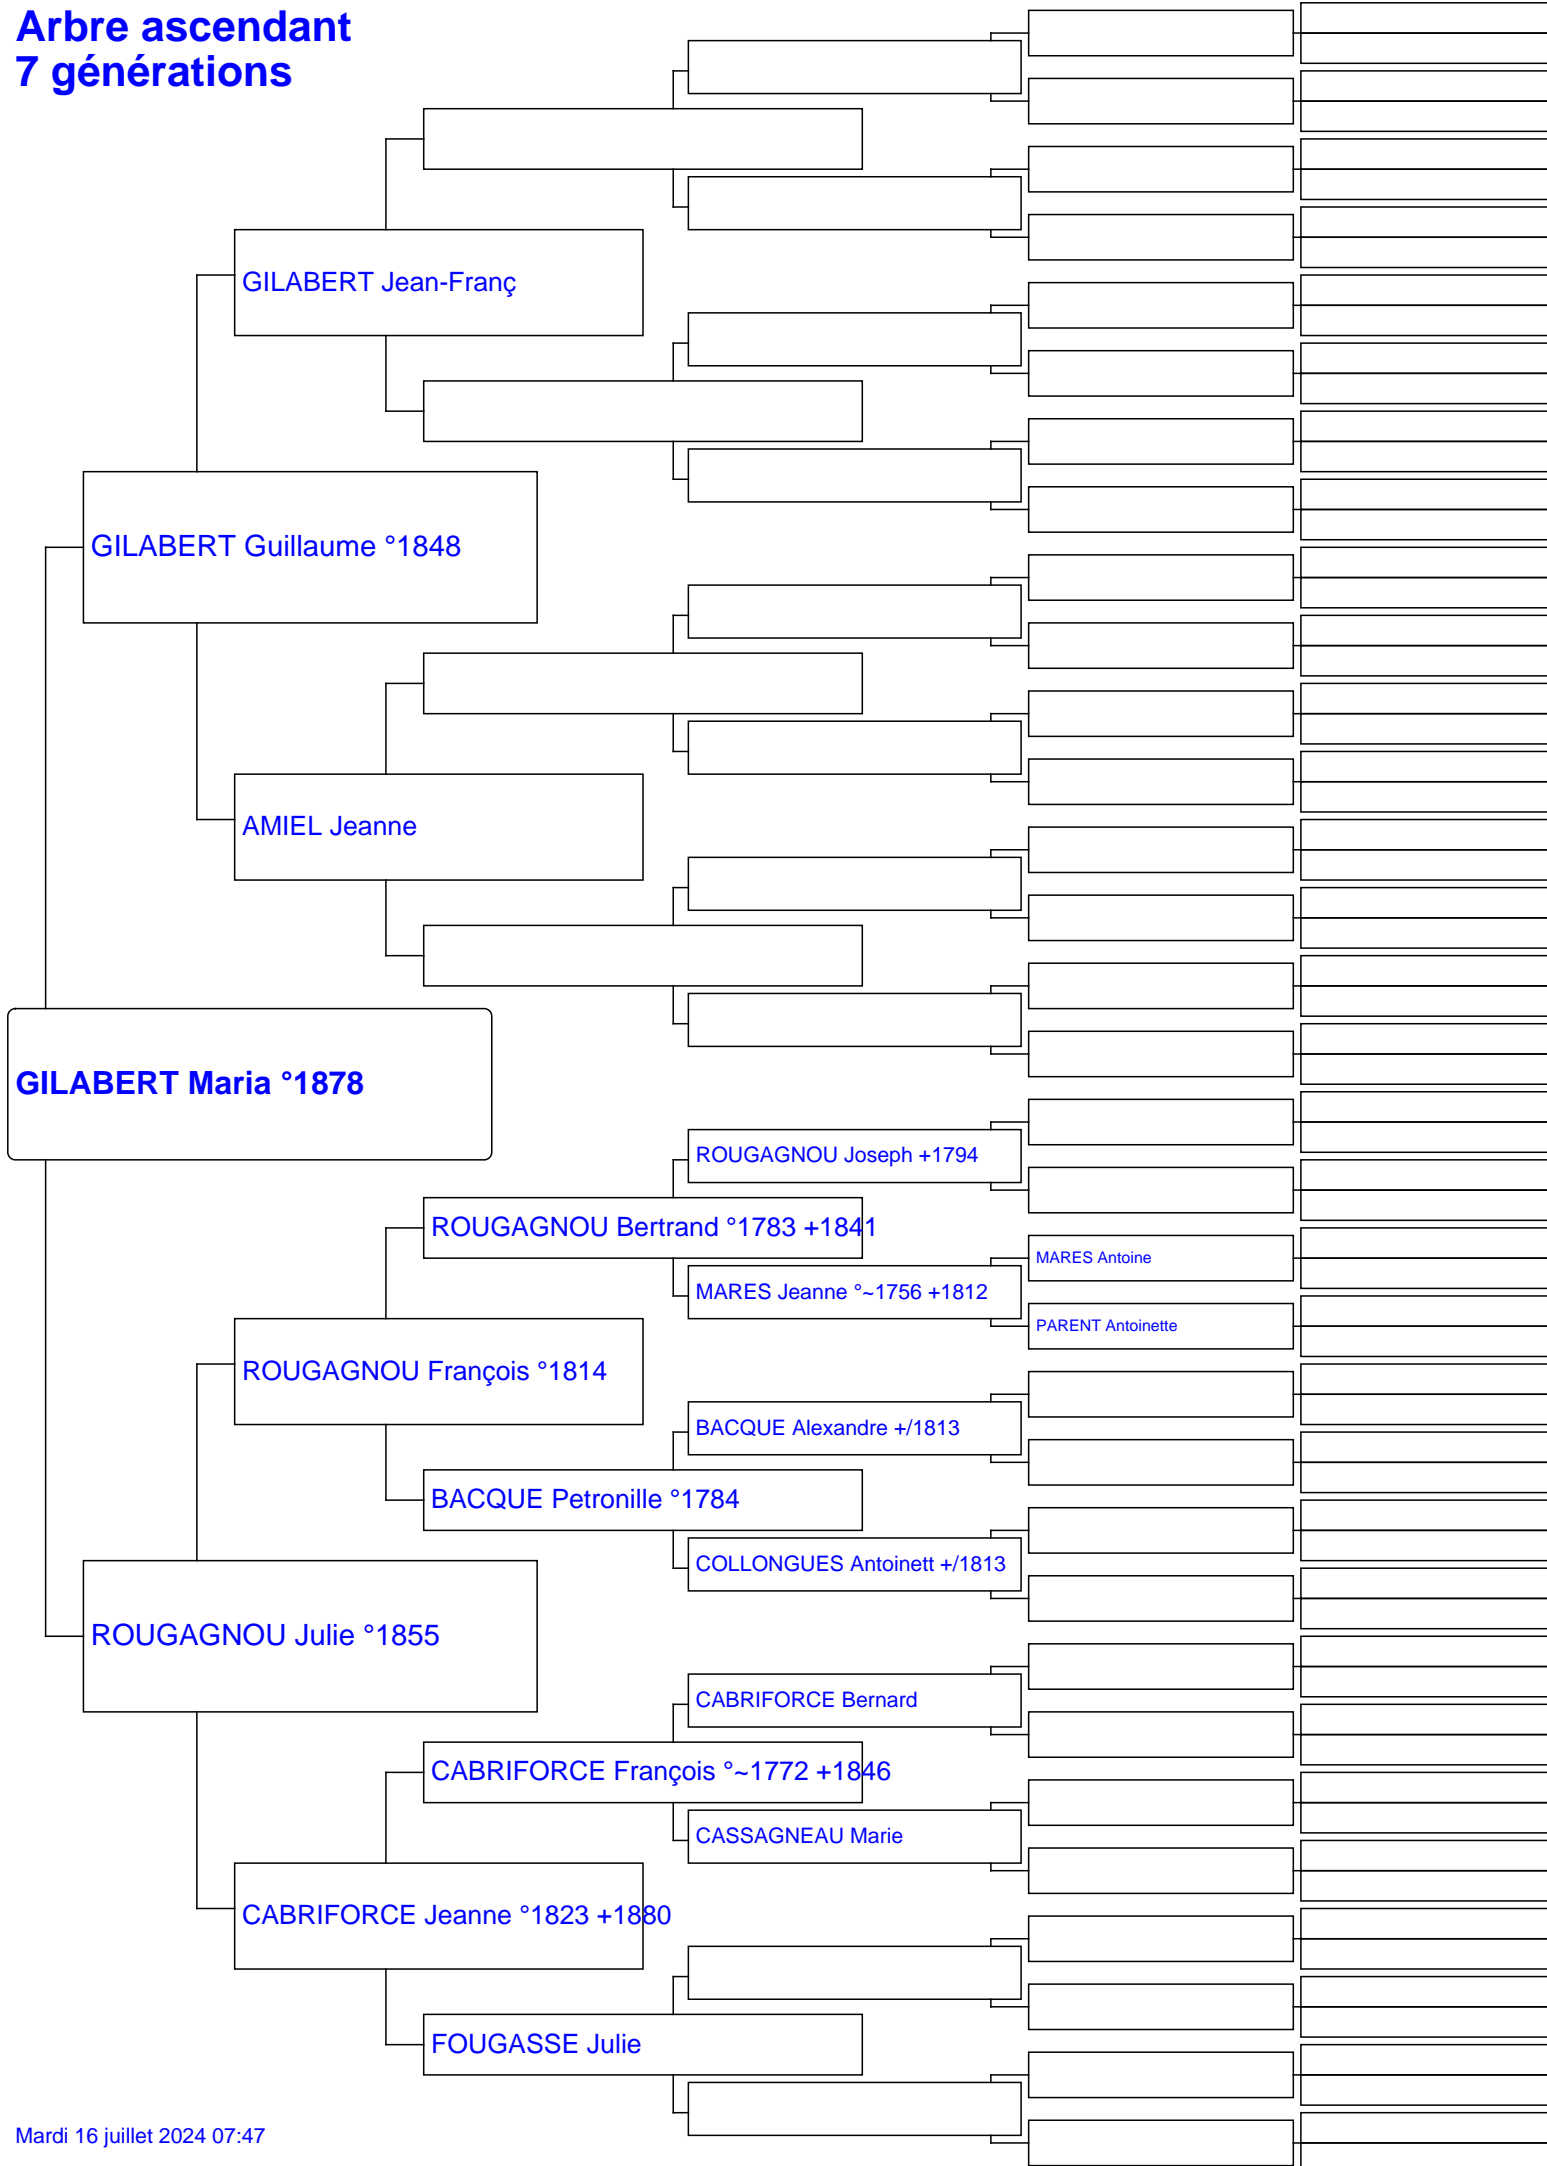 Arbre ascendant
7 générations
GILABERT Jean-Franç
GILABERT Guillaume °1848
AMIEL Jeanne
GILABERT Maria °1878
ROUGAGNOU Joseph +1794
ROUGAGNOU Bertrand °1783 +1841
MARES Antoine
MARES Jeanne °~1756 +1812
PARENT Antoinette
ROUGAGNOU François °1814
BACQUE Alexandre +/1813
BACQUE Petronille °1784
COLLONGUES Antoinett +/1813
ROUGAGNOU Julie °1855
CABRIFORCE Bernard
CABRIFORCE François °~1772 +1846
CASSAGNEAU Marie
CABRIFORCE Jeanne °1823 +1880
FOUGASSE Julie
Mardi 16 juillet 2024 07:47